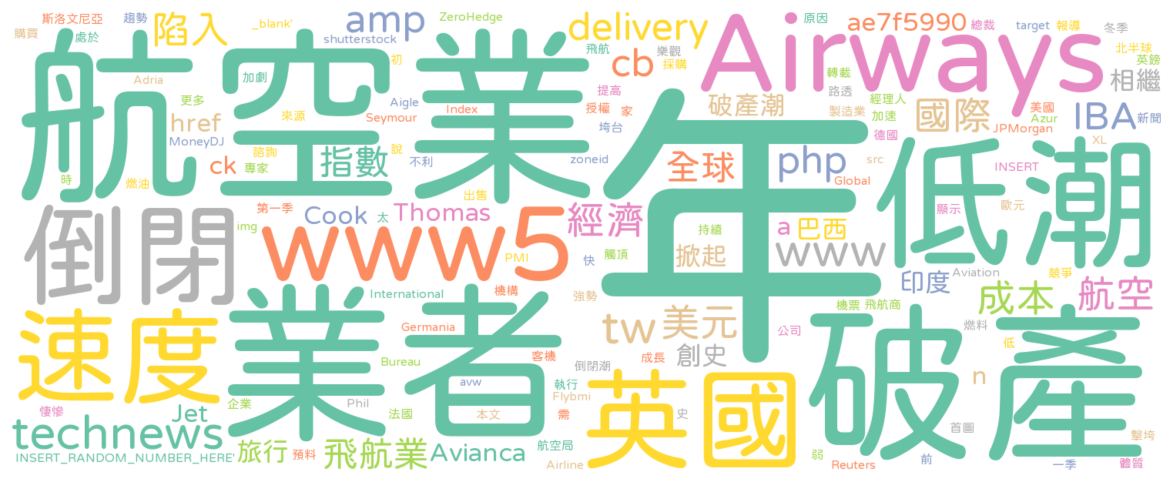 斯洛文尼亞 趨勢 陷入 _blank' amp ZeroHedge delivery 原因 ae7f5990 總裁 target 報導 冬季
購買 處於 shutterstock 飛航 樂觀 Airways 北半球
Adria 加劇 cb 採購 轉載 英鎊
航空業 更多 來源 Aigle Index 提高 破產潮 路透 經理人 相繼
href Seymour 初 授權 家 製造業 加速 國際 美國 IBA 新聞
MoneyDJ 諮詢 指數 說 垮台 年 德國 Azur JPMorgan
ck 專家 不利 zoneid 全球 php src XL
時 燃油 出售 Global INSERT 低潮
倒閉 第一季 Cook 太 Thomas 經濟 a 巴西 顯示 歐元
img www5 持續 www
PMI 快 觸頂 掀起 印度 Aviation 競爭
International 機構 強勢 成本 航空
速度 業者 Germania tw 美元 公司 機票 飛航商 破產
Bureau 客機 成長 創史 燃料 低
倒閉潮 n
悽慘 企業 avw 執行 英國
Jet Phil 法國 本文 需 Flybmi 史 首圖
technews 旅行 飛航業 Avianca 航空局 擊垮
INSERT_RANDOM_NUMBER_HERE' 預料 Airline 弱 Reuters 前 一季 體質